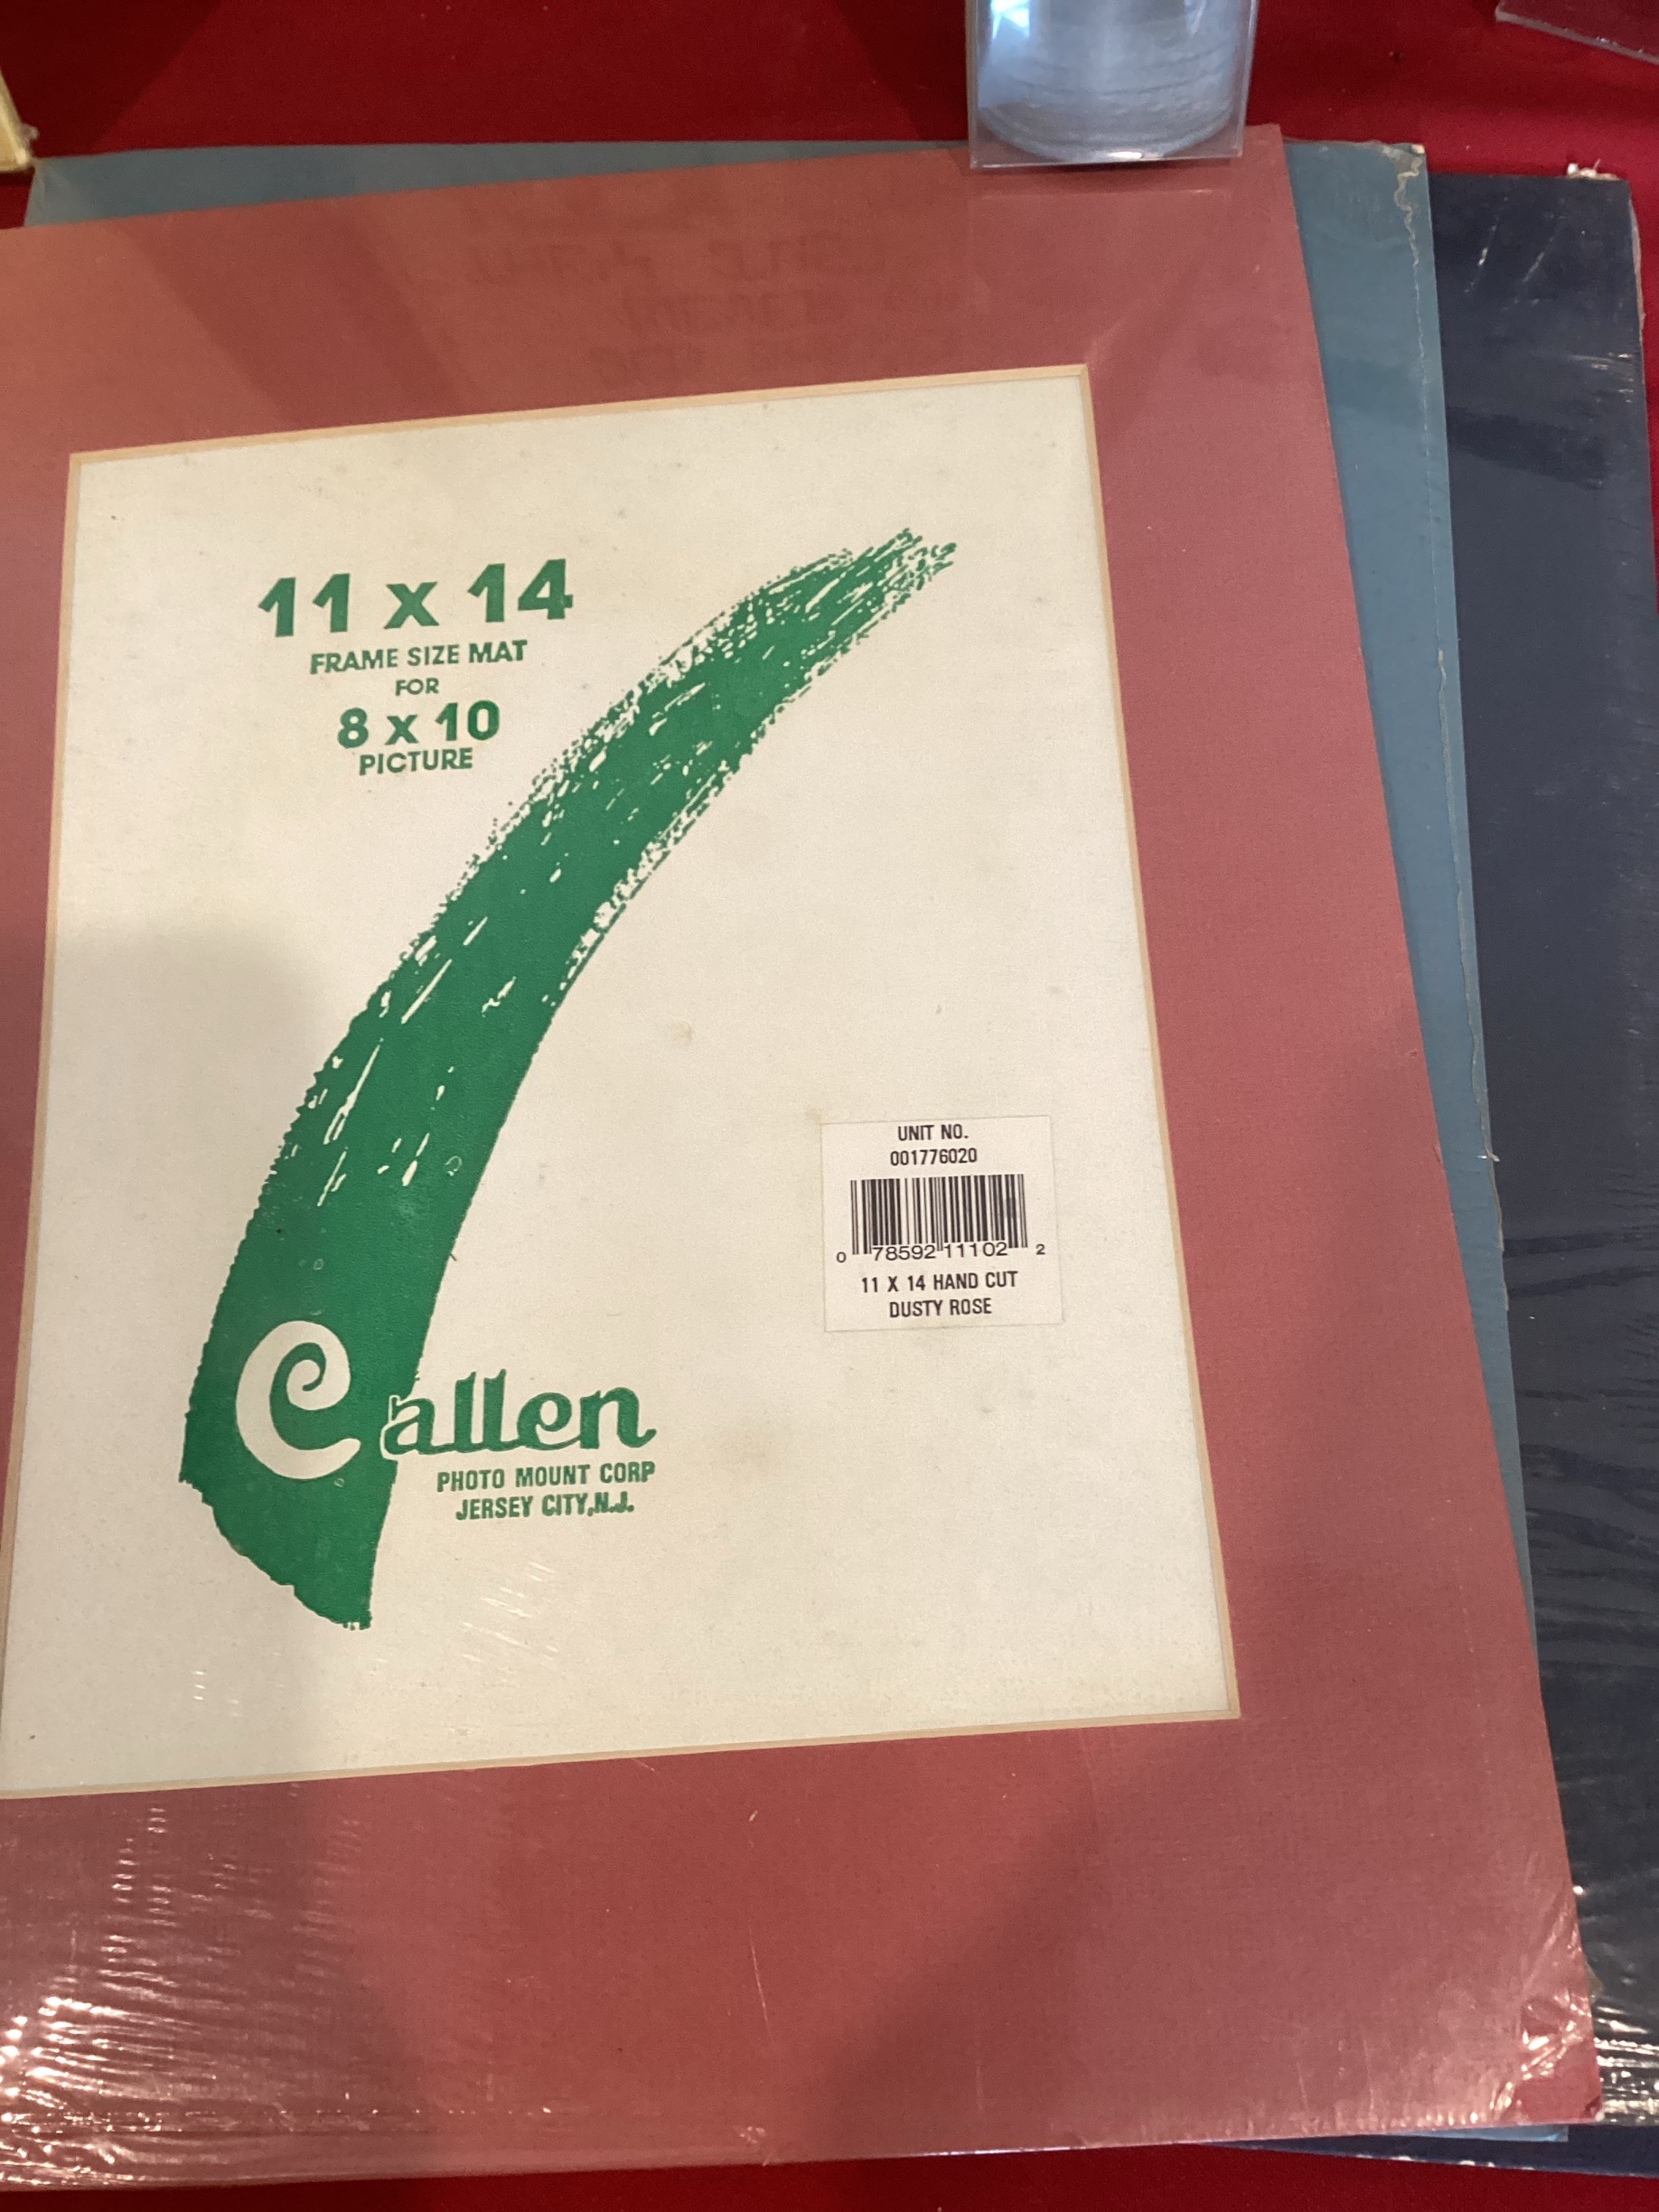 11 x 14
FRAME SIZE MAT
FOR
8 x 10
PICTURE
UNIT NO.
001776020
0 78592 11102 2
11 X 14 HAND CUT
DUSTY ROSE
Callen
PHOTO MOUNT CORP
JERSEY CITY, N.J.